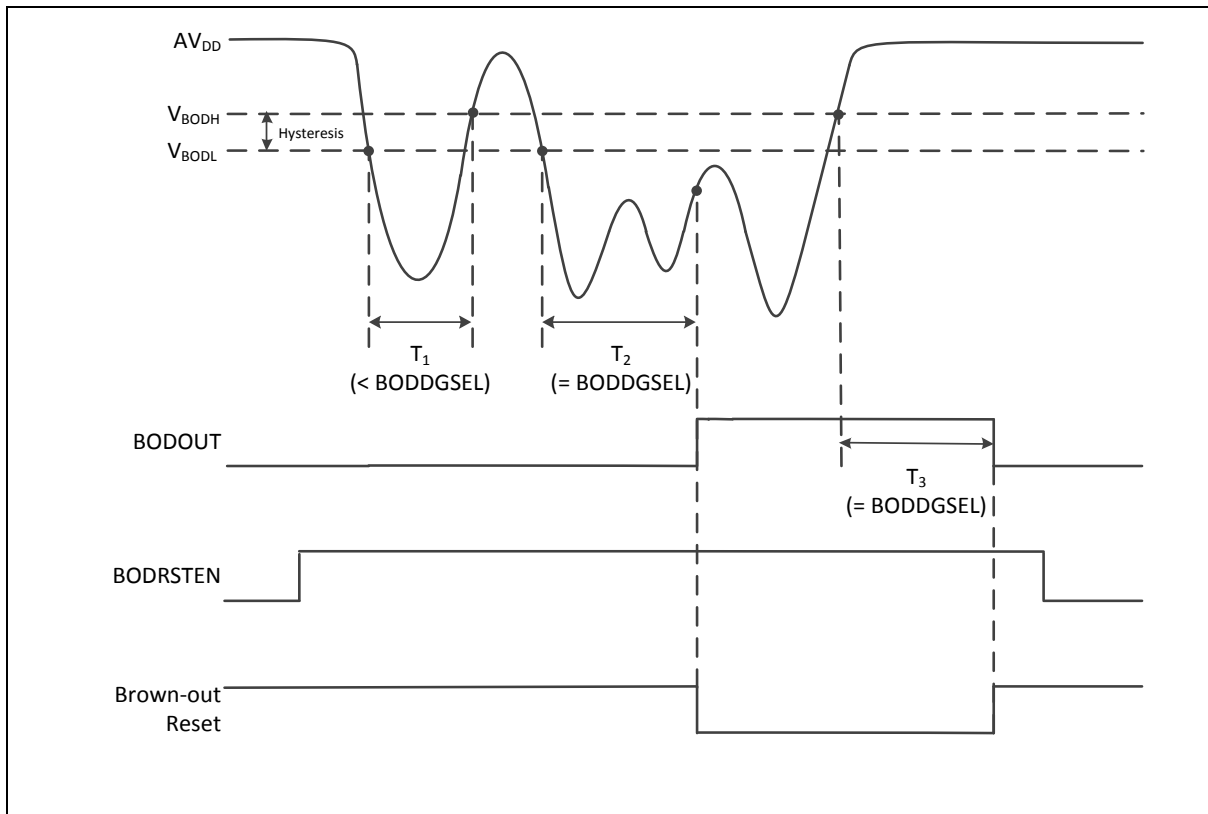 AVDD
VBODH
Hysteresis
VBODL
T1
(< BODDGSEL)
T2
(= BODDGSEL)
BODOUT
T3
(= BODDGSEL)
BODRSTEN
Brown-out
Reset